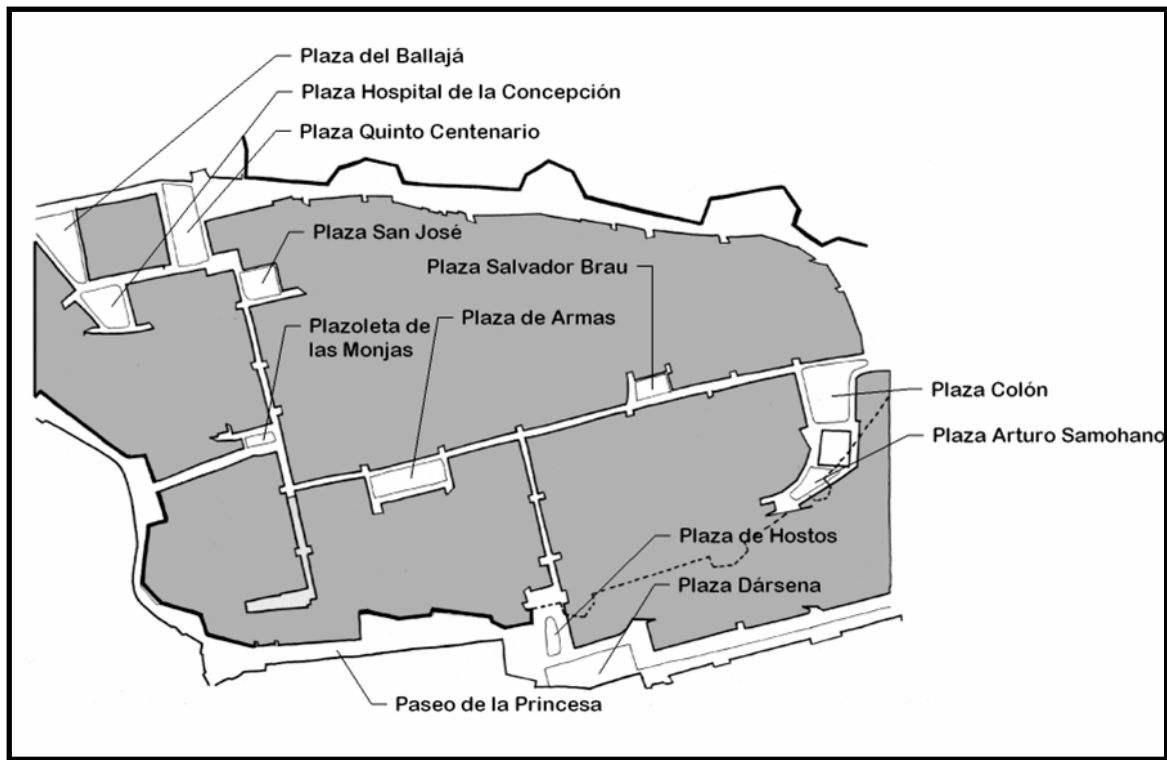 Plaza del Ballajá
Plaza Hospital de la Concepción
Plaza Quinto Centenario
Plaza San José
Plaza Salvador Brau
Plazoleta de
las Monjas
Plaza de Armas
Plaza Colón
Plaza Arturo Samohano
Plaza de Hostos
Plaza Dársena
Paseo de la Princesa